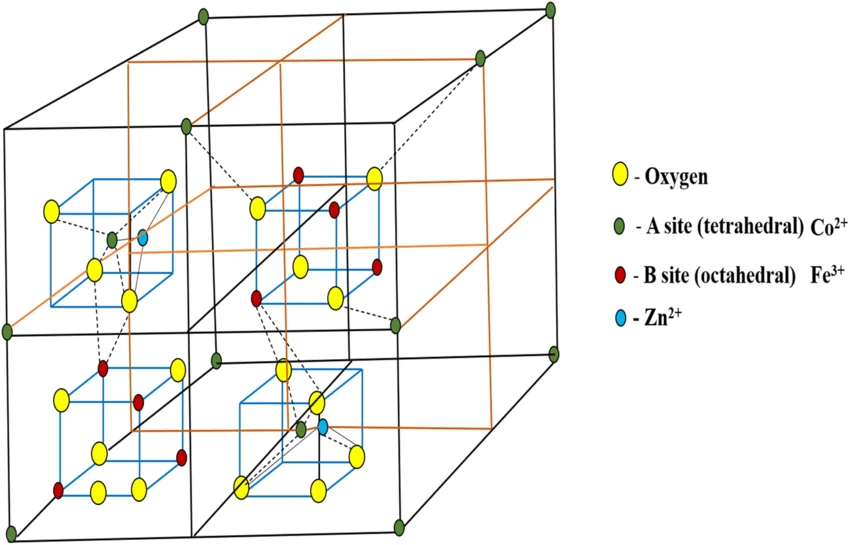 - Oxygen
- A site (tetrahedral) Co²⁺
- B site (octahedral) Fe³⁺
- Zn²⁺